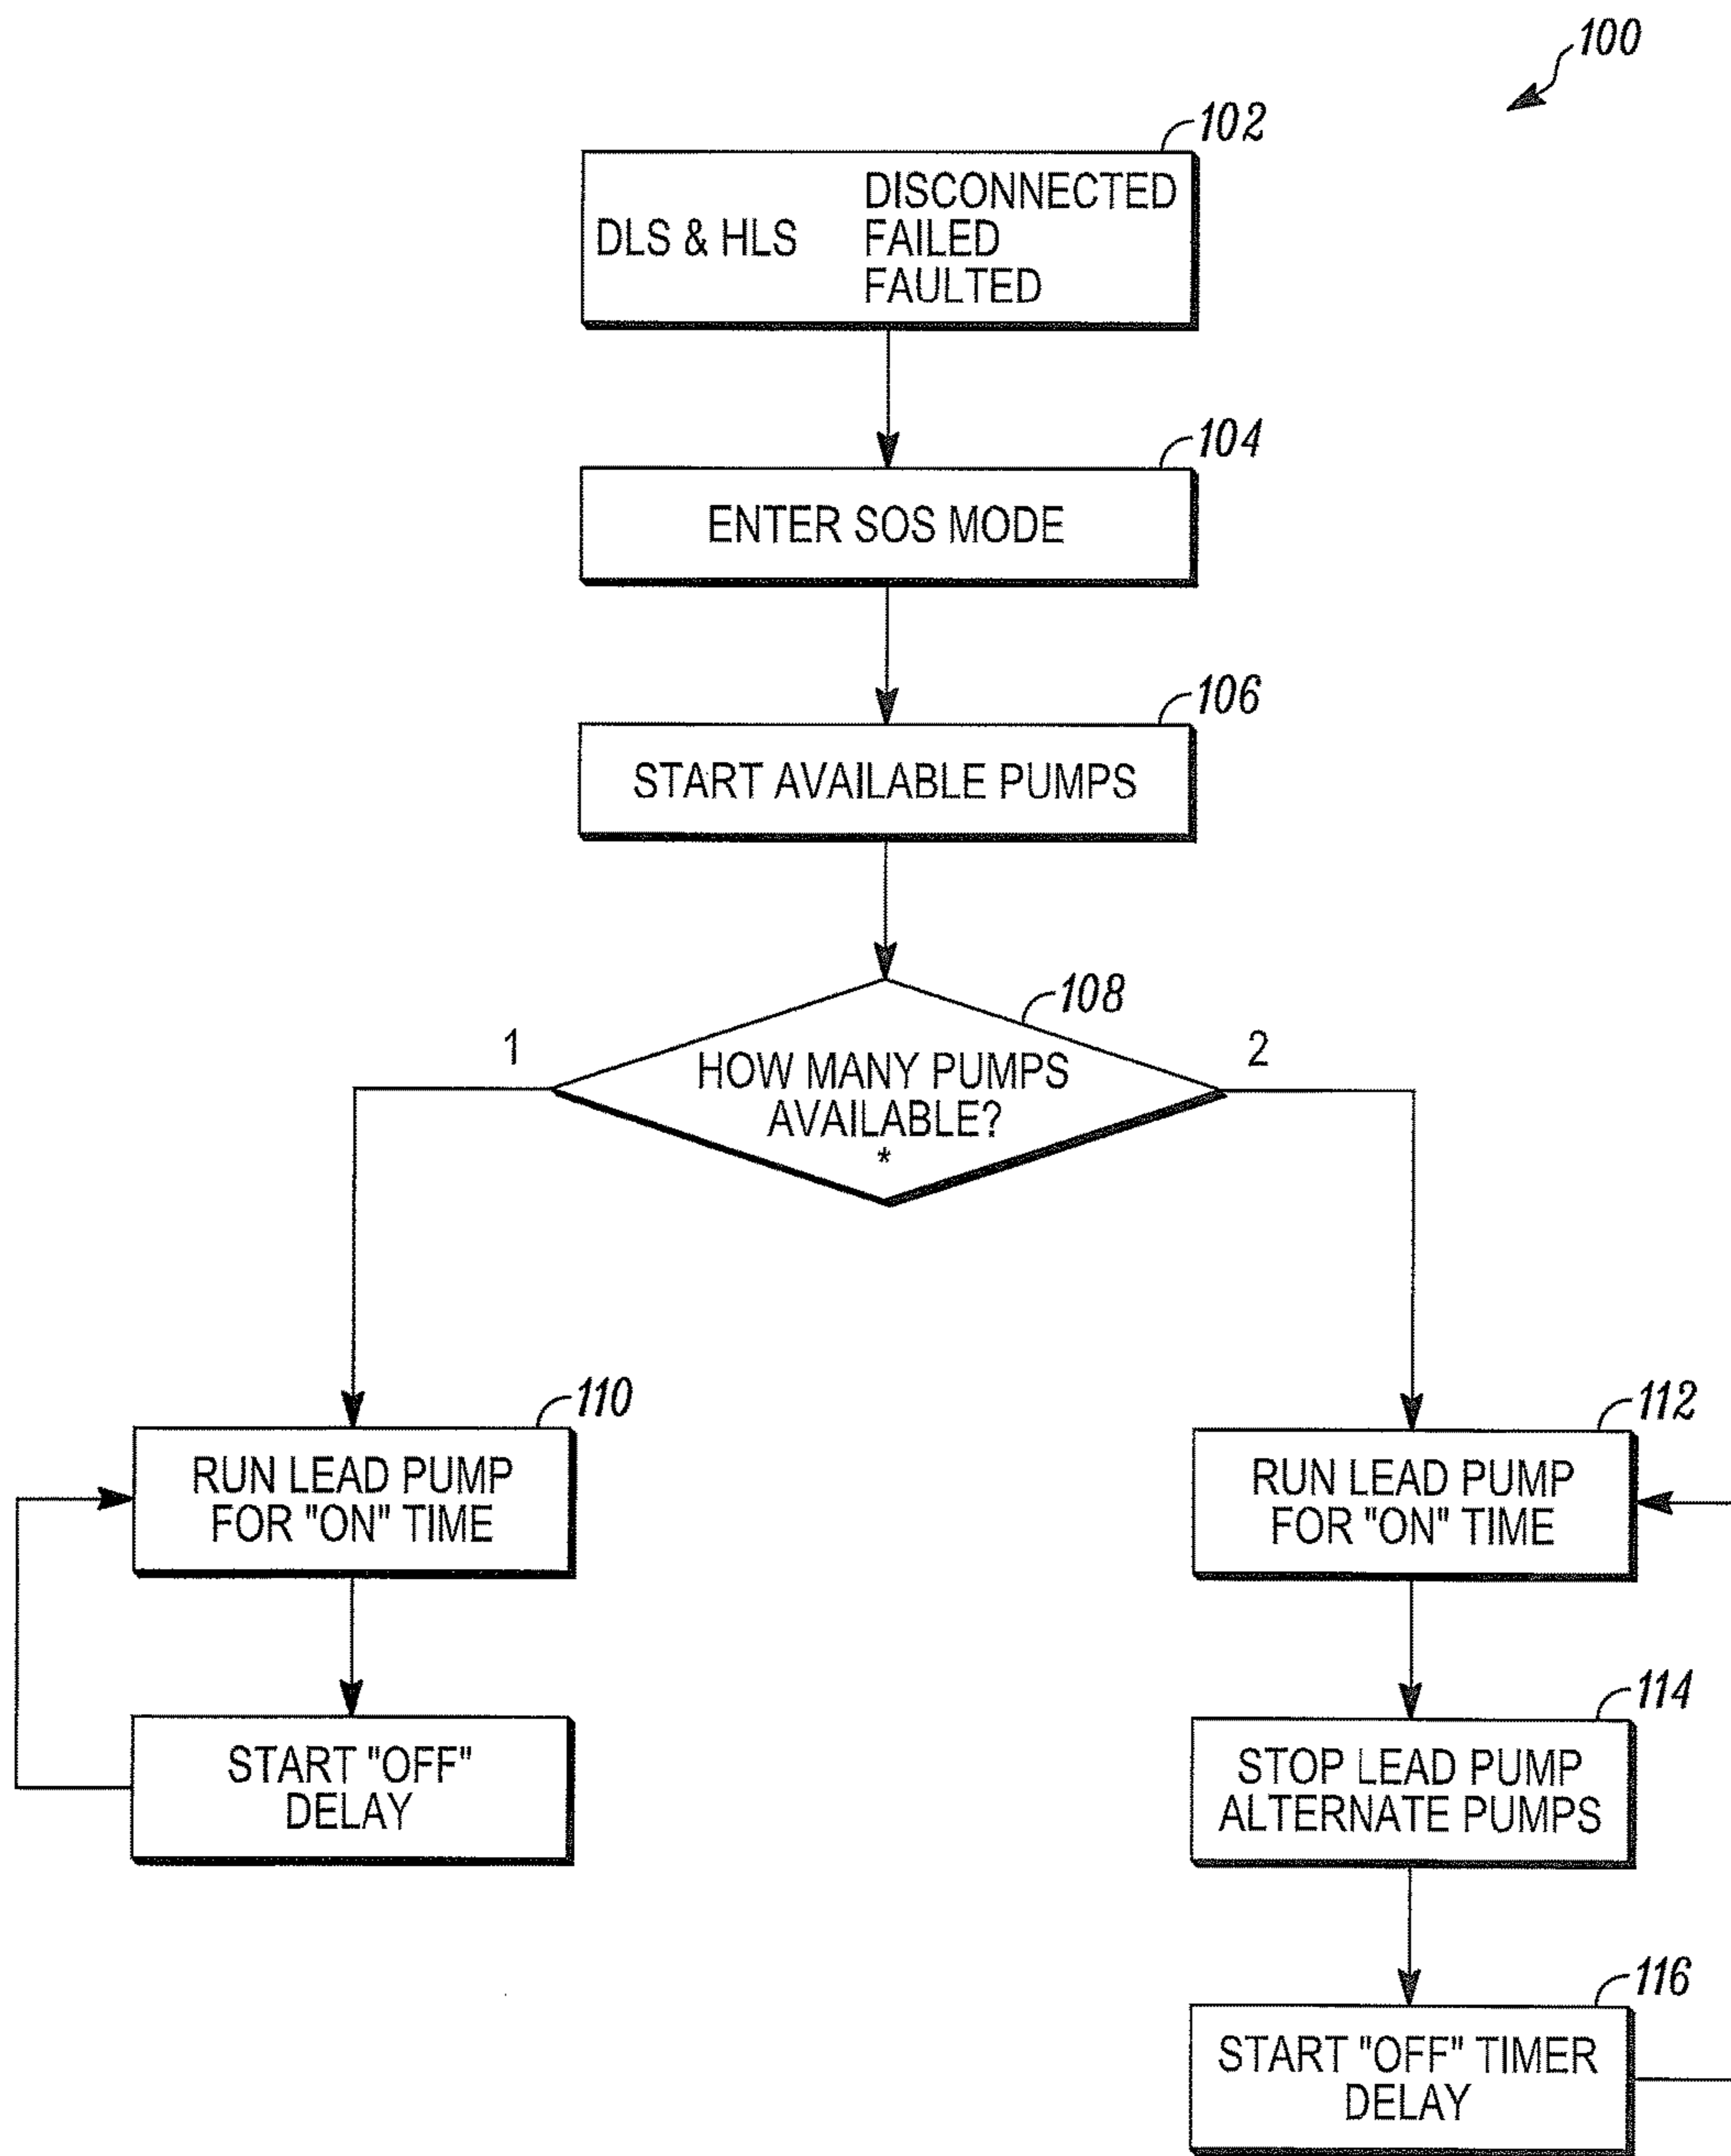 100
102
DISCONNECTED
DLS & HLS FAILED
FAULTED
104
ENTER SOS MODE
106
START AVAILABLE PUMPS
108
1
2
HOW MANY PUMPS
AVAILABLE?
*
110
RUN LEAD PUMP
FOR "ON" TIME
112
RUN LEAD PUMP
FOR "ON" TIME
START "OFF"
DELAY
114
STOP LEAD PUMP
ALTERNATE PUMPS
116
START "OFF" TIMER
DELAY